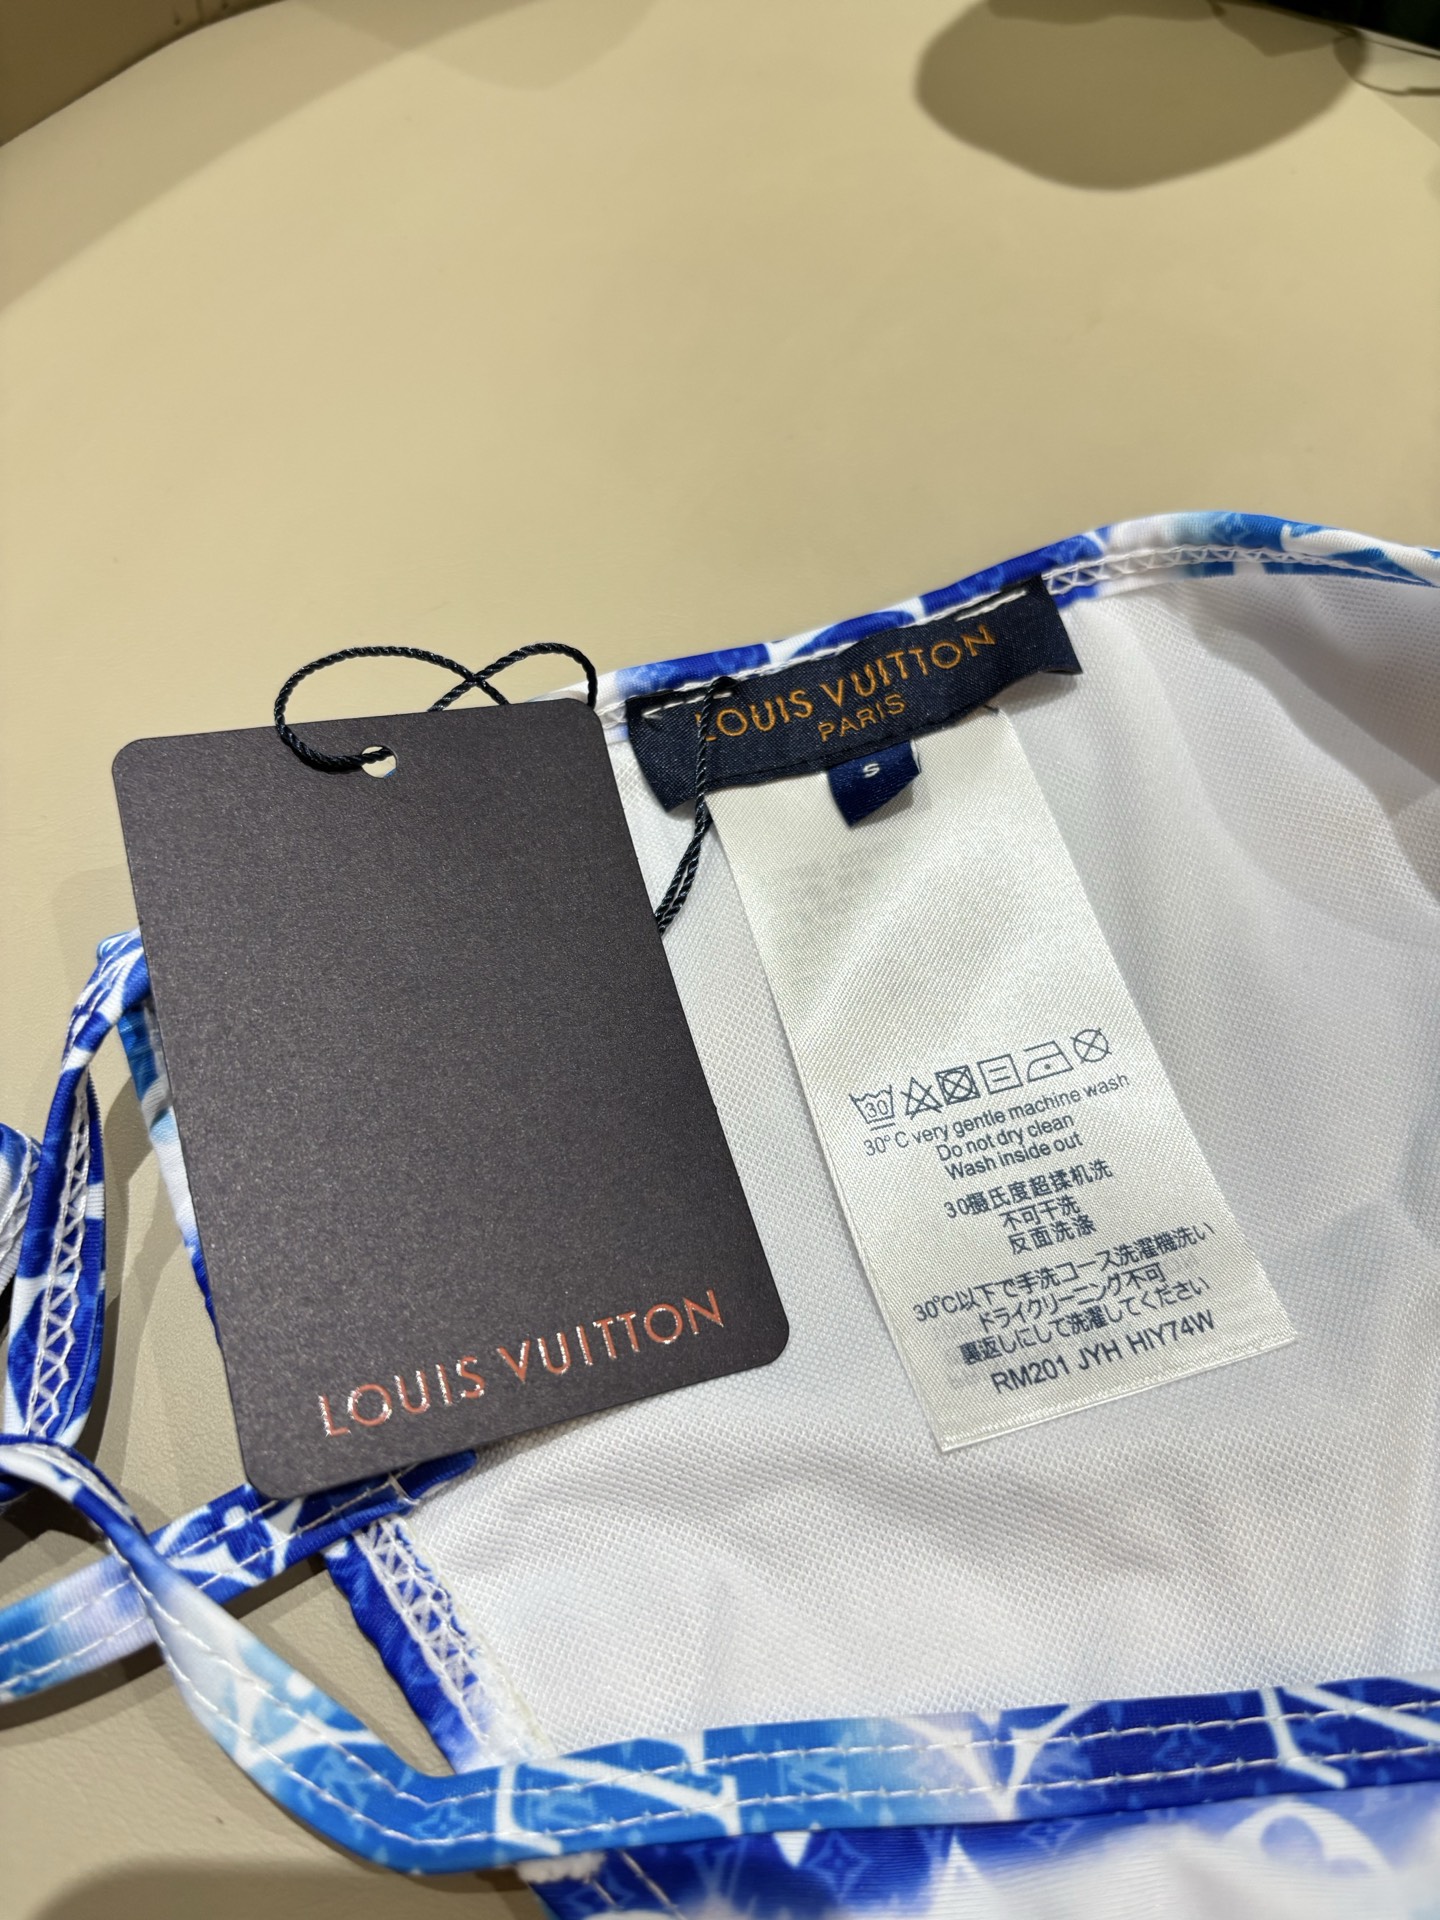 LOUIS VUITTON
PARIS
S
30
30°C very gentle machine wash
Do not dry clean
Wash inside out
30摄氏度超揉机洗
不可干洗
反面洗涤
30℃以下で手洗コース洗濯機洗い
ドライクリーニング不可
裏返しにして洗濯してください
RM201 JYH HIY74W
LOUIS VUITTON